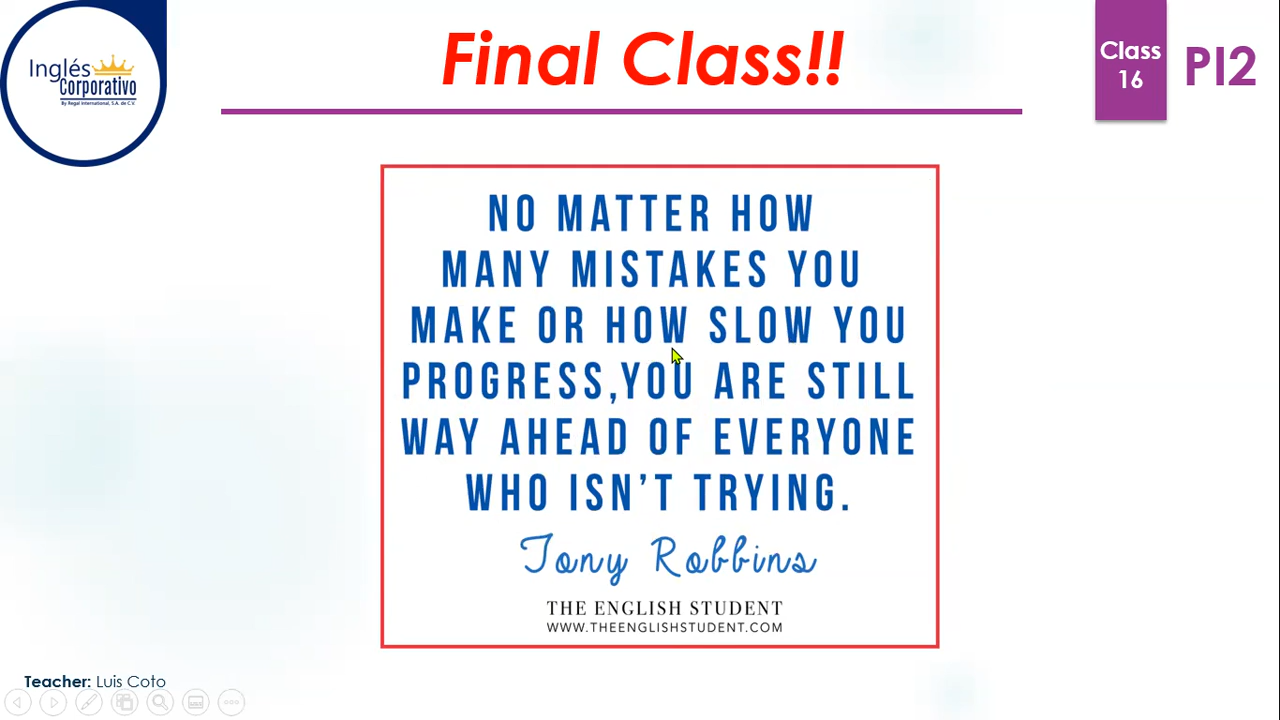 Inglés
Corporativo
By Regal International, S.A. de C.V.
Final Class!!
Class
16
PI2
NO MATTER HOW
MANY MISTAKES YOU
MAKE OR HOW SLOW YOU
PROGRESS,YOU ARE STILL
WAY AHEAD OF EVERYONE
WHO ISN'T TRYING.
Tony Robbins
THE ENGLISH STUDENT
WWW.THEENGLISHSTUDENT.COM
Teacher: Luis Coto